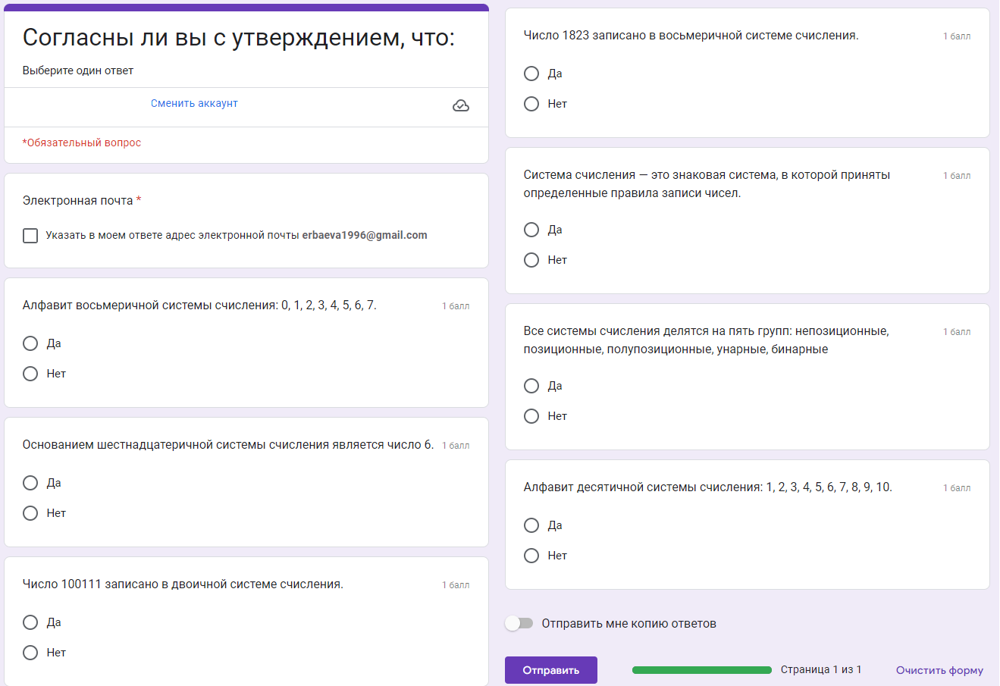 Согласны ли вы с утверждением, что:
Выберите один ответ
Сменить аккаунт
*Обязательный вопрос
Электронная почта *
Указать в моем ответе адрес электронной почты erbaeva1996@gmail.com
Алфавит восьмеричной системы счисления: 0, 1, 2, 3, 4, 5, 6, 7.
1 балл
Да
Нет
Основанием шестнадцатеричной системы счисления является число 6.
1 балл
Да
Нет
Число 100111 записано в двоичной системе счисления.
1 балл
Да
Нет
Число 1823 записано в восьмеричной системе счисления.
1 балл
Да
Нет
Система счисления — это знаковая система, в которой приняты
определенные правила записи чисел.
1 балл
Да
Нет
Все системы счисления делятся на пять групп: непозиционные,
позиционные, полупозиционные, унарные, бинарные
1 балл
Да
Нет
Алфавит десятичной системы счисления: 1, 2, 3, 4, 5, 6, 7, 8, 9, 10.
1 балл
Да
Нет
Отправить мне копию ответов
Отправить
Страница 1 из 1
Очистить форму